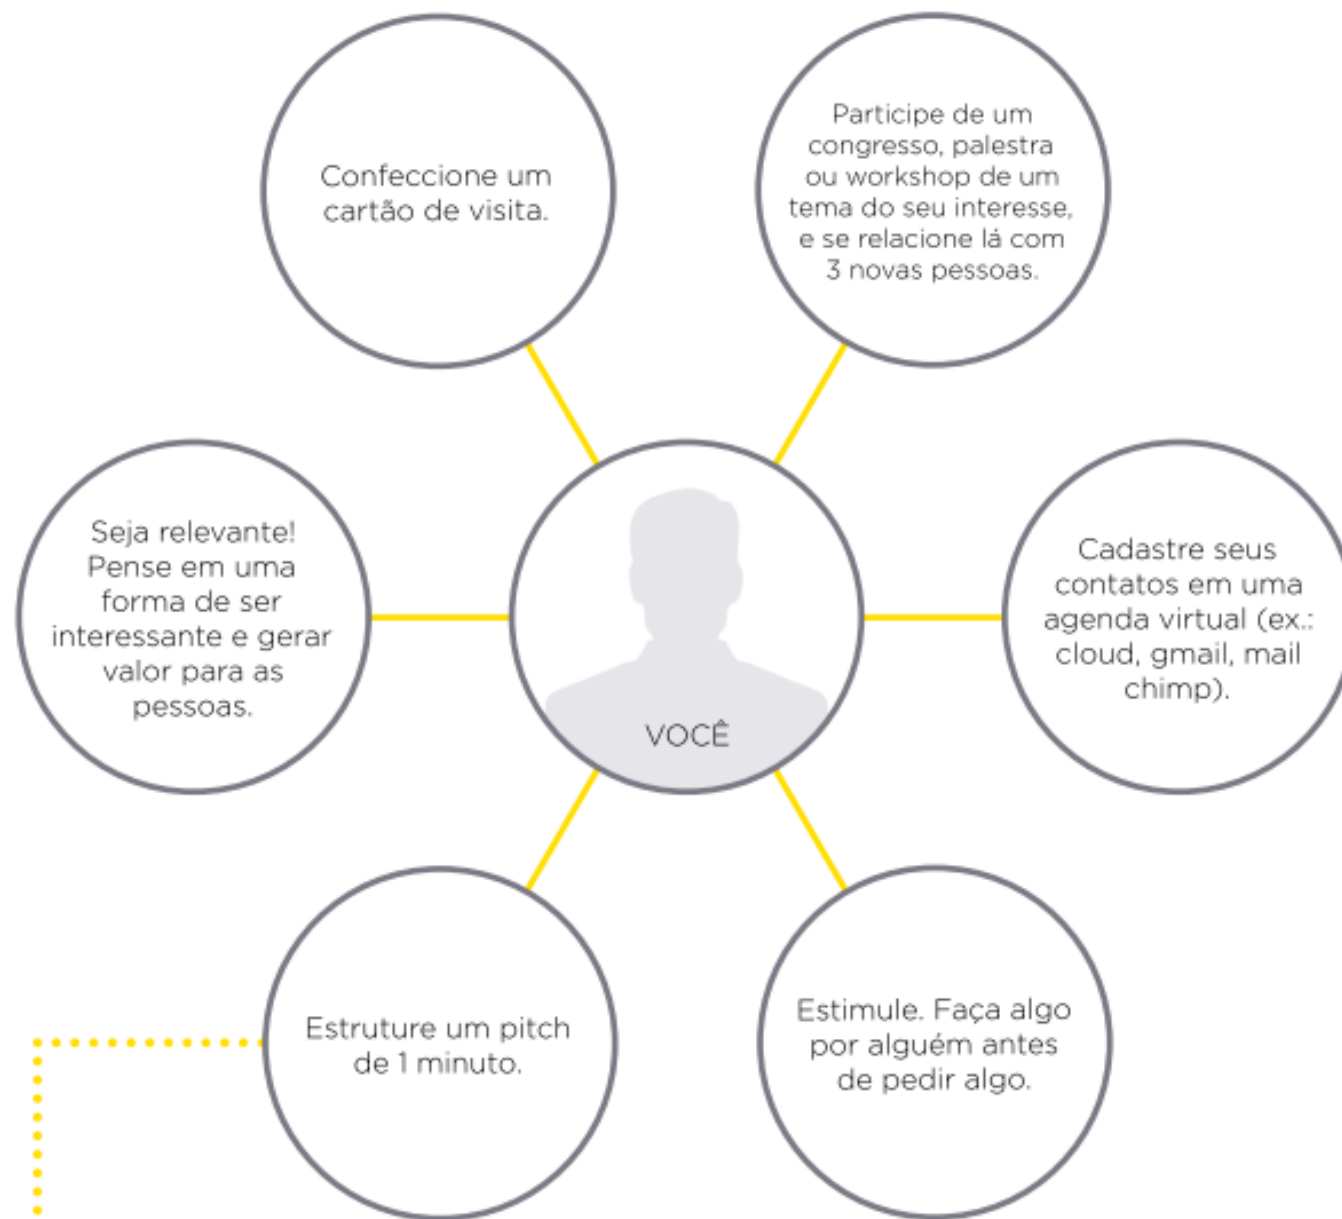 Confeccione um
cartão de visita.
Participe de um
congresso, palestra
ou workshop de um
tema do seu interesse,
e se relacione lá com
3 novas pessoas.
Seja relevante!
Pense em uma
forma de ser
interessante e gerar
valor para as
pessoas.
VOCÊ
Cadastre seus
contatos em uma
agenda virtual (ex.:
cloud, gmail, mail
chimp).
Estruture um pitch
de 1 minuto.
Estimule. Faça algo
por alguém antes
de pedir algo.